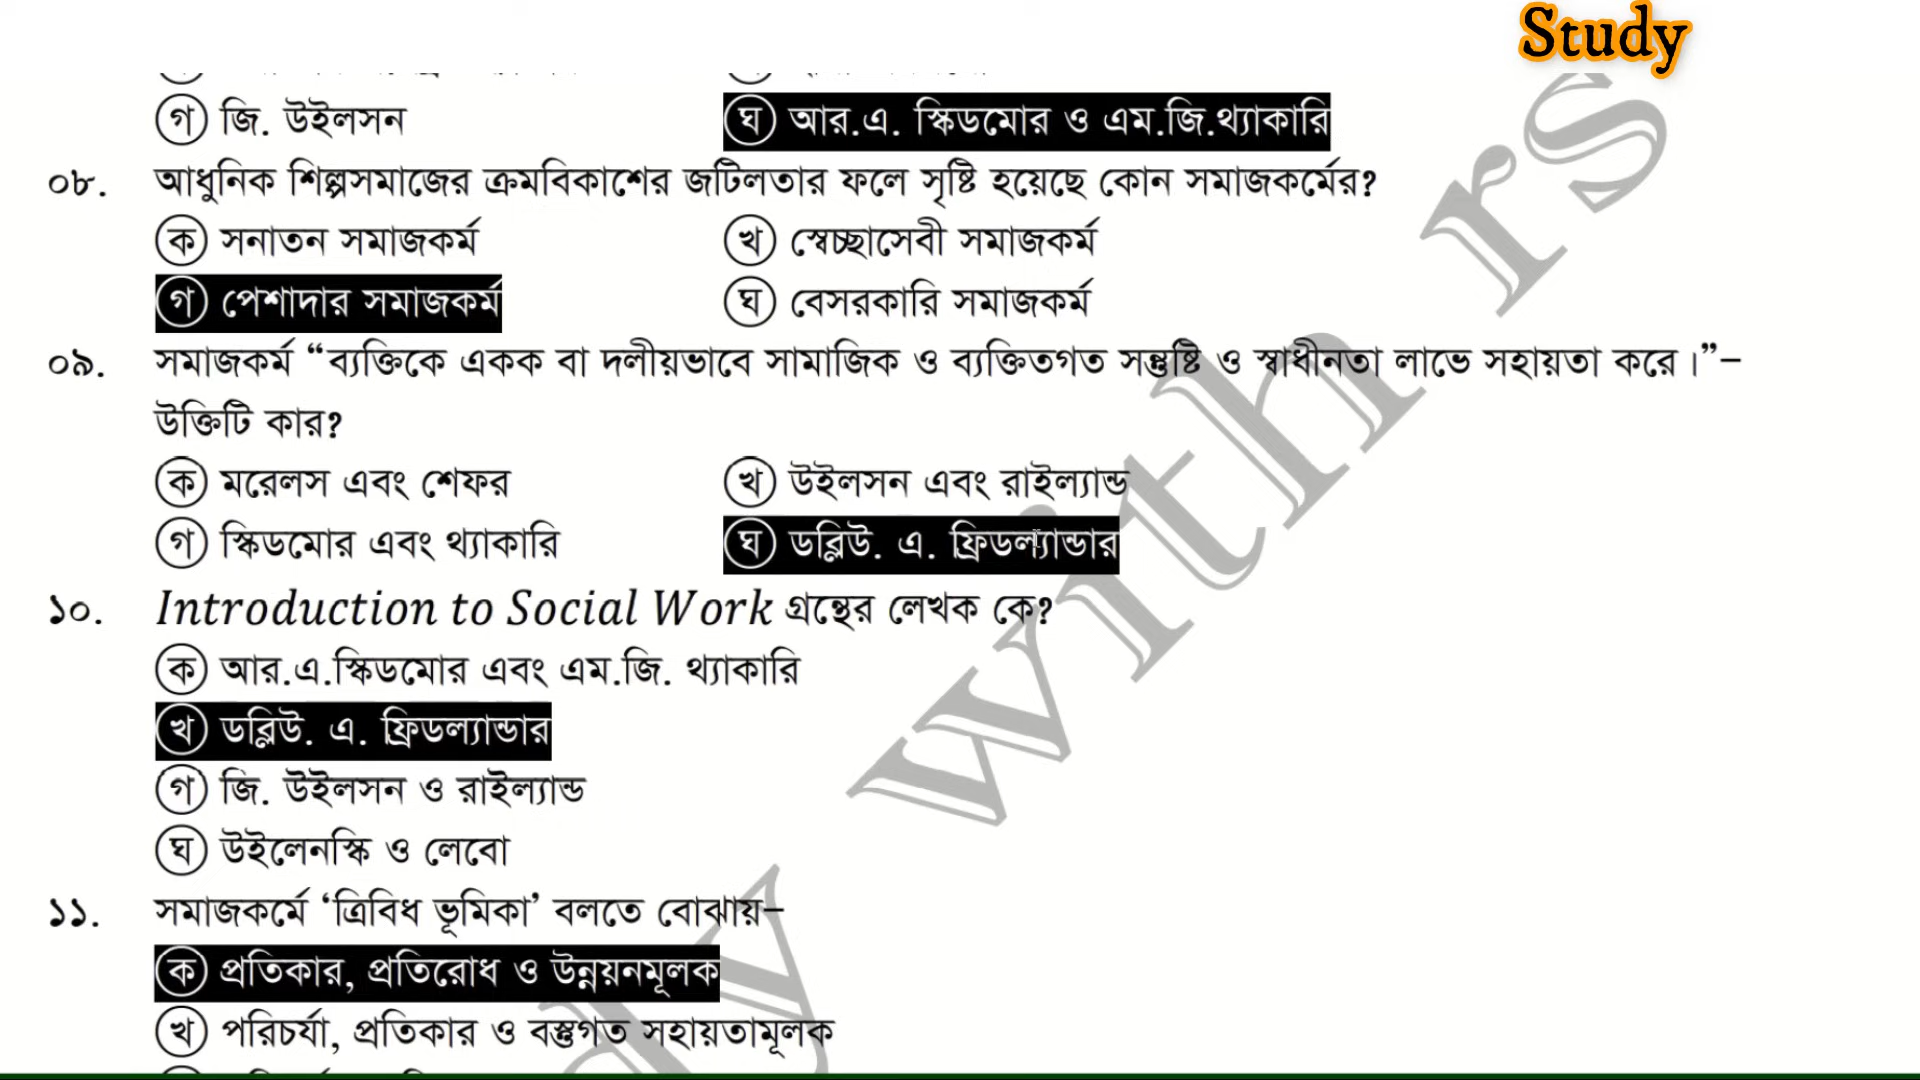 Study
গ জি. উইলসন ঘ আর.এ. স্কিডমোর ও এম.জি.থ্যাকারি
০৮. আধুনিক শিল্পসমাজের ক্রমবিকাশের জটিলতার ফলে সৃষ্টি হয়েছে কোন সমাজকর্মের?
ক সনাতন সমাজকর্ম খ স্বেচ্ছাসেবী সমাজকর্ম
গ পেশাদার সমাজকর্ম ঘ বেসরকারি সমাজকর্ম
০৯. সমাজকর্ম “ব্যক্তিকে একক বা দলীয়ভাবে সামাজিক ও ব্যক্তিতগত সন্তুষ্টি ও স্বাধীনতা লাভে সহায়তা করে।”–
উক্তিটি কার?
ক মরেলস এবং শেফর খ উইলসন এবং রাইল্যান্ড
গ স্কিডমোর এবং থ্যাকারি ঘ ডব্লিউ. এ. ফ্রিডল্যান্ডার
১০. Introduction to Social Work গ্রন্থের লেখক কে?
ক আর.এ.স্কিডমোর এবং এম.জি. থ্যাকারি
খ ডব্লিউ. এ. ফ্রিডল্যান্ডার
গ জি. উইলসন ও রাইল্যান্ড
ঘ উইলেনস্কি ও লেবো
১১. সমাজকর্মে ‘ত্রিবিধ ভূমিকা’ বলতে বোঝায়–
ক প্রতিকার, প্রতিরোধ ও উন্নয়নমূলক
খ পরিচর্যা, প্রতিকার ও বস্তুগত সহায়তামূলক
with rs